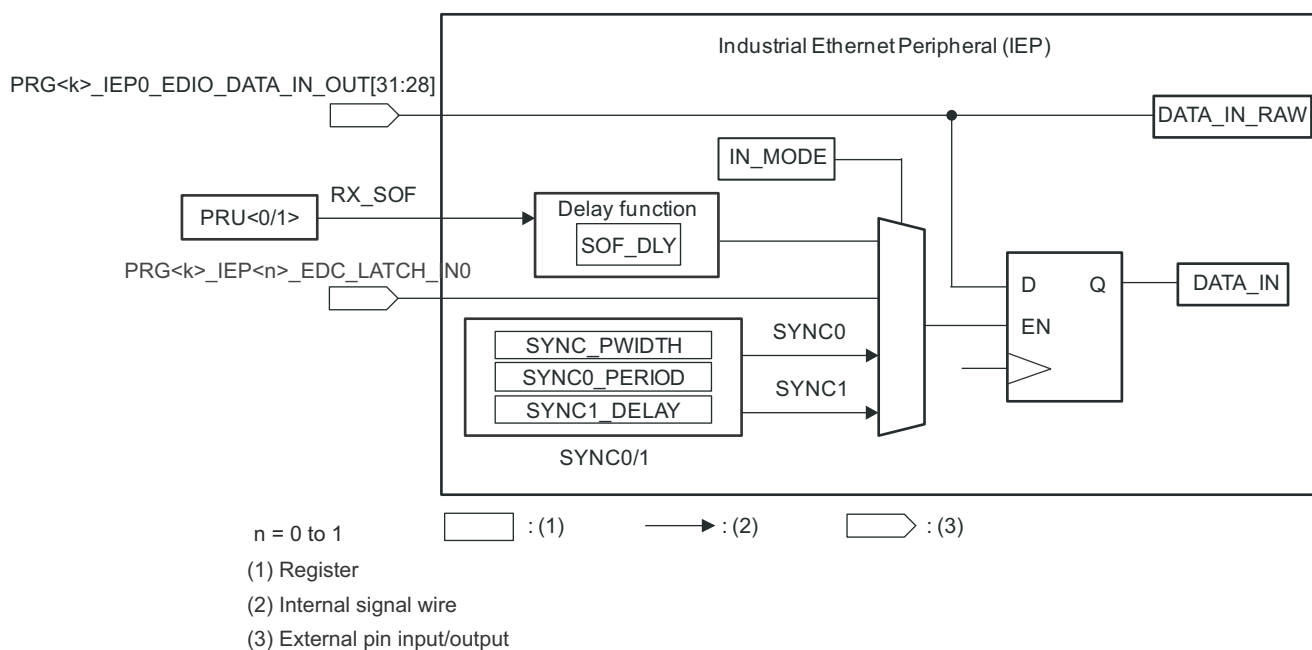 Industrial Ethernet Peripheral (IEP)
PRG<k>_IEP0_EDIO_DATA_IN_OUT[31:28]
DATA_IN_RAW
IN_MODE
RX_SOF
PRU<0/1>
Delay function
SOF_DLY
PRG<k>_IEP<n>_EDC_LATCH_IN0
D
Q
DATA_IN
EN
SYNC_PWIDTH
SYNC0
SYNC0_PERIOD
SYNC1
SYNC1_DELAY
SYNC0/1
n = 0 to 1
: (1)
: (2)
: (3)
(1) Register
(2) Internal signal wire
(3) External pin input/output